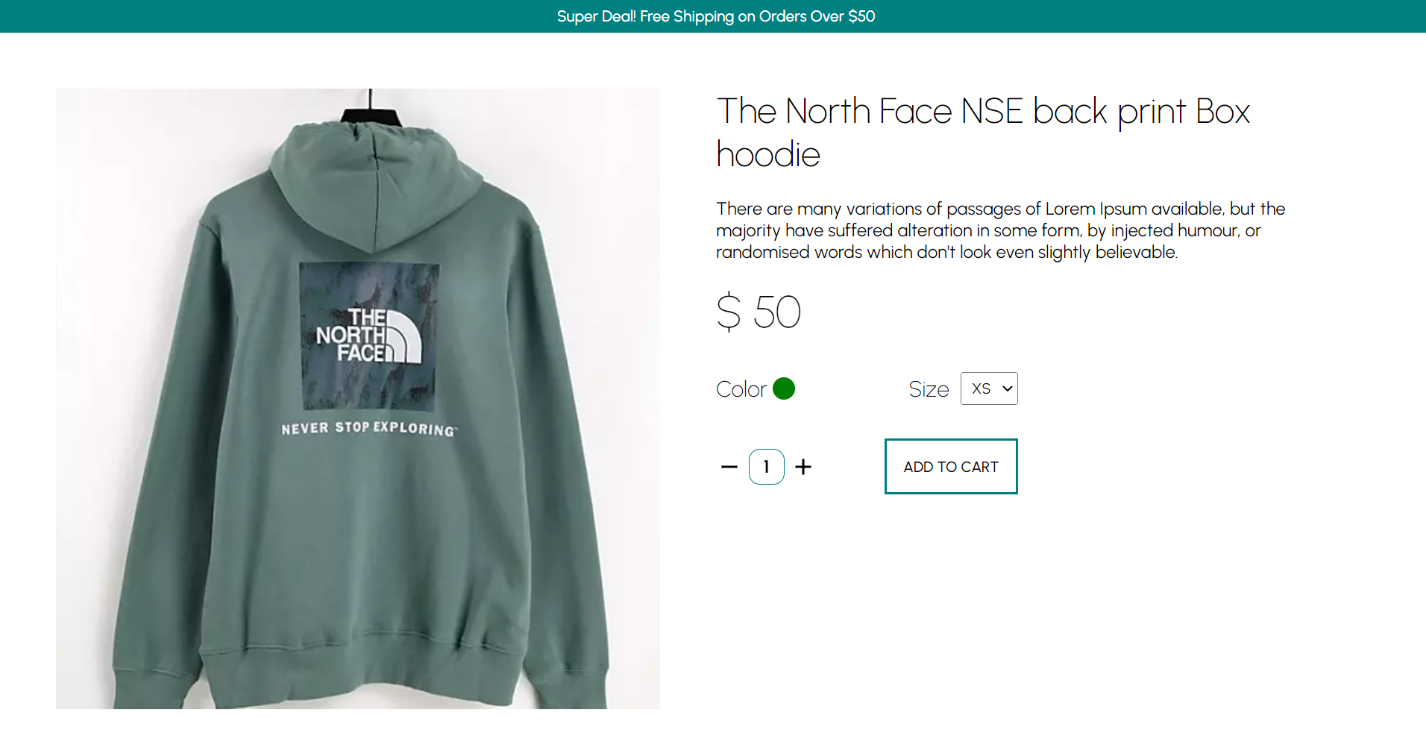 Super Deal! Free Shipping on Orders Over $50
The North Face NSE back print Box
hoodie
There are many variations of passages of Lorem Ipsum available, but the
majority have suffered alteration in some form, by injected humour, or
randomised words which don't look even slightly believable.
$ 50
Color
Size XS
− 1 +
ADD TO CART
THE
NORTH
FACE
NEVER STOP EXPLORING™